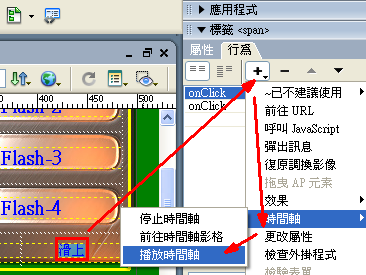 應用程式
標籤 <span>
屬性 行為
onClick
onClick
~已不建議使用
前往 URL
呼叫 JavaScript
彈出訊息
復原調換影像
拖曳 AP 元素
效果
時間軸
更改屬性
檢查外掛程式
檢驗表單
停止時間軸
前往時間軸影格
播放時間軸
400 450 500
Flash-3
Flash-4
滑上